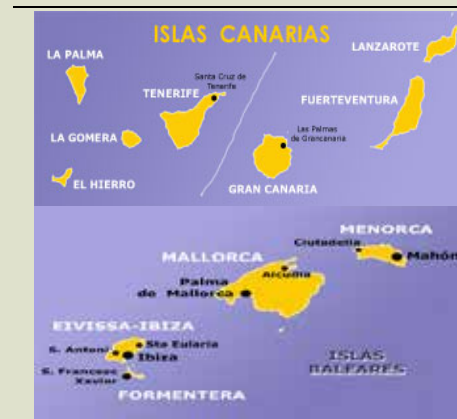 ISLAS CANARIAS
LA PALMA
LANZAROTE
Santa Cruz de
Tenerife
TENERIFE
FUERTEVENTURA
LA GOMERA
Las Palmas
de Grancanaria
EL HIERRO
GRAN CANARIA
MENORCA
Ciutadella
Mahón
MALLORCA
Alcudia
Palma
de Mallorca
EIVISSA-IBIZA
Sta Eularia
S. Antoni
Ibiza
S. Francesc
Xavier
ISLAS
BALEARES
FORMENTERA